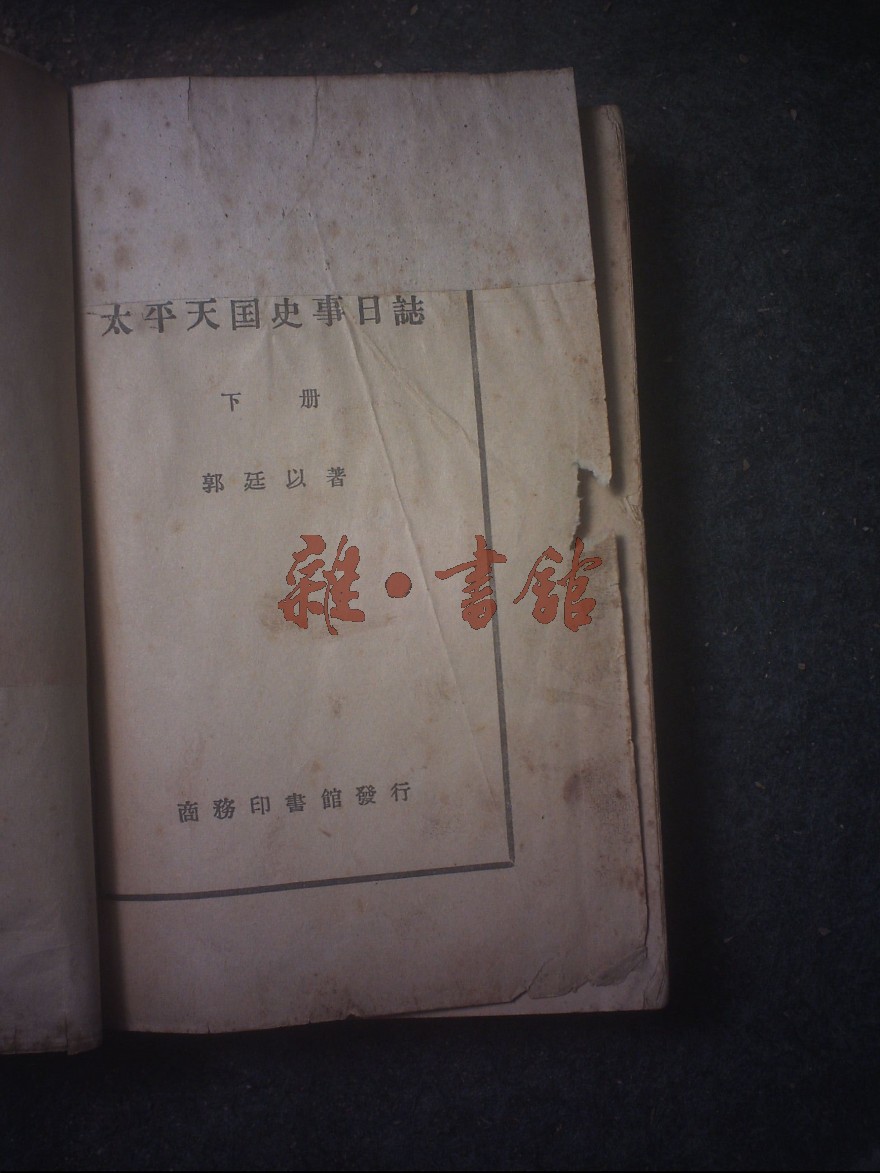 太平天国史事日誌
下册
郭廷以著
雜·書館
商務印書館發行